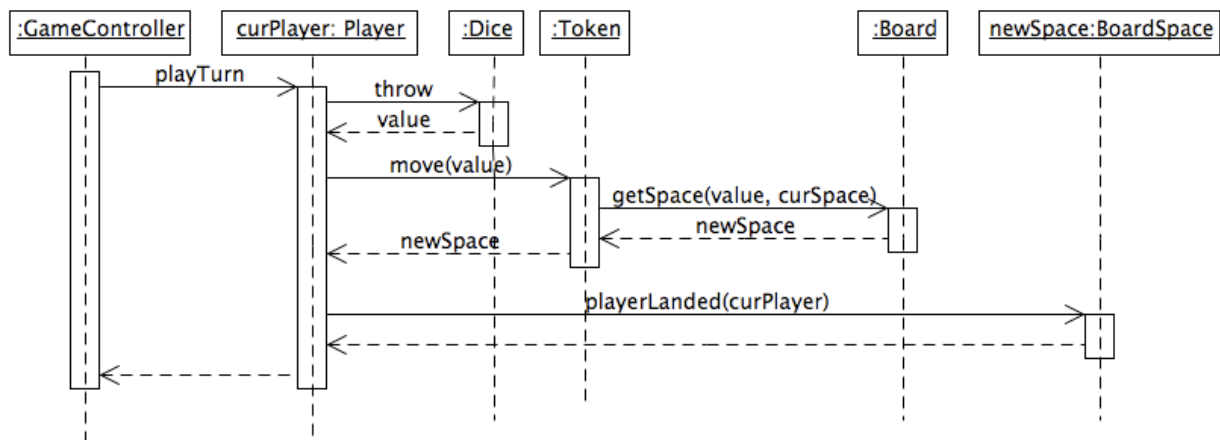 :GameController
curPlayer: Player
:Dice
:Token
:Board
newSpace:BoardSpace
playTurn
throw
value
move(value)
getSpace(value, curSpace)
newSpace
newSpace
playerLanded(curPlayer)